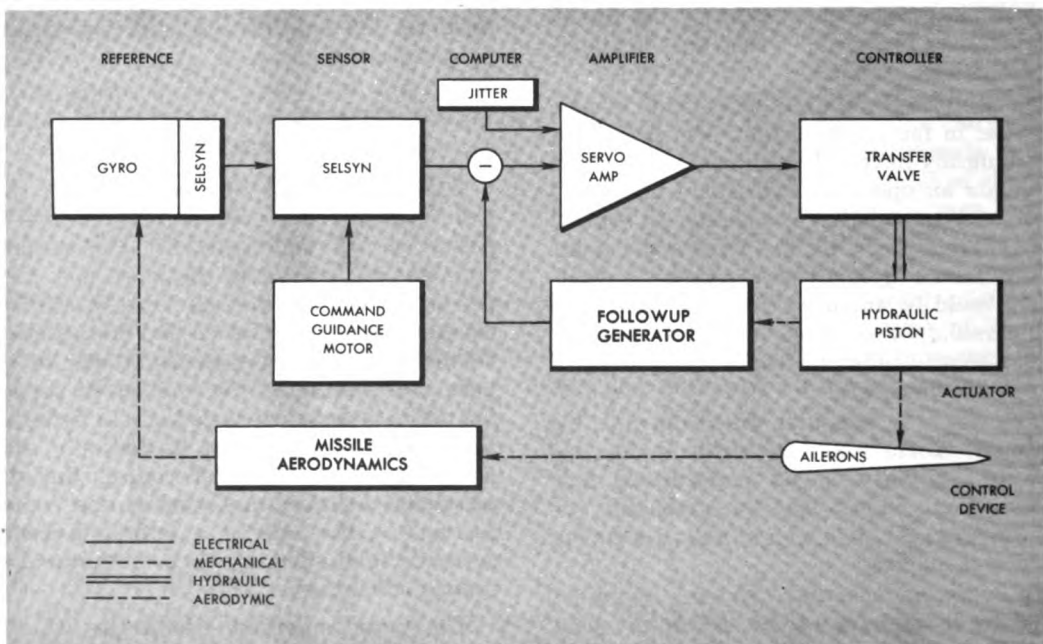 REFERENCE
SENSOR
COMPUTER
AMPLIFIER
CONTROLLER
JITTER
GYRO
SELSYN
SELSYN
−
SERVO
AMP
TRANSFER
VALVE
COMMAND
GUIDANCE
MOTOR
FOLLOWUP
GENERATOR
HYDRAULIC
PISTON
ACTUATOR
MISSILE
AERODYNAMICS
AILERONS
CONTROL
DEVICE
ELECTRICAL
MECHANICAL
HYDRAULIC
AERODYMIC